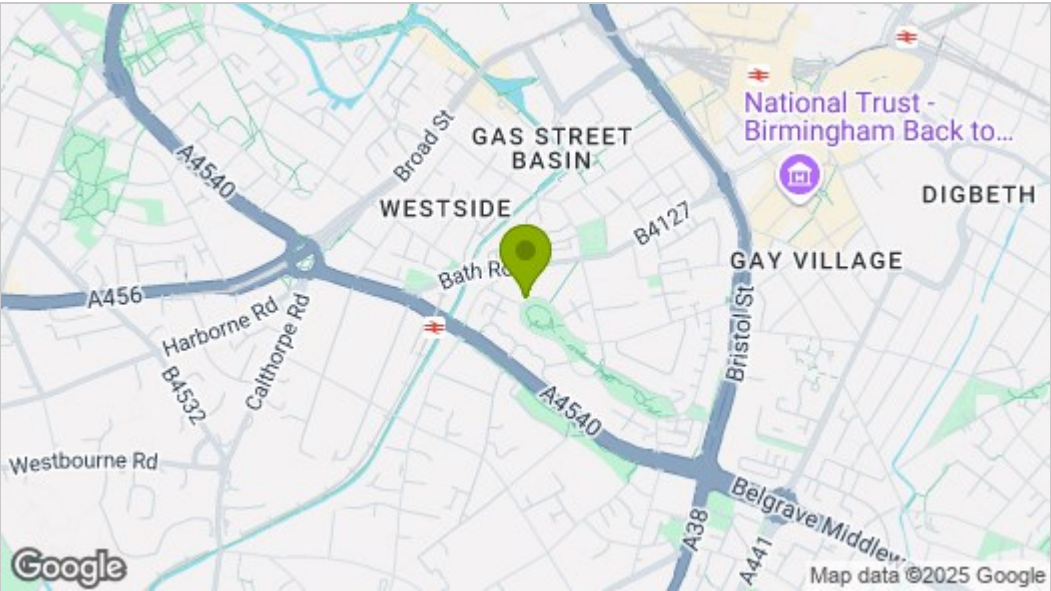 National Trust -
Birmingham Back to...
GAS STREET
BASIN
Broad St
A4540
DIGBETH
WESTSIDE
B4127
GAY VILLAGE
Bath Ro
A456
Harborne Rd
Calthorpe Rd
Bristol St
B4532
A4540
Westbourne Rd
Belgrave Middlew
A38
A441
Google
Map data ©2025 Google